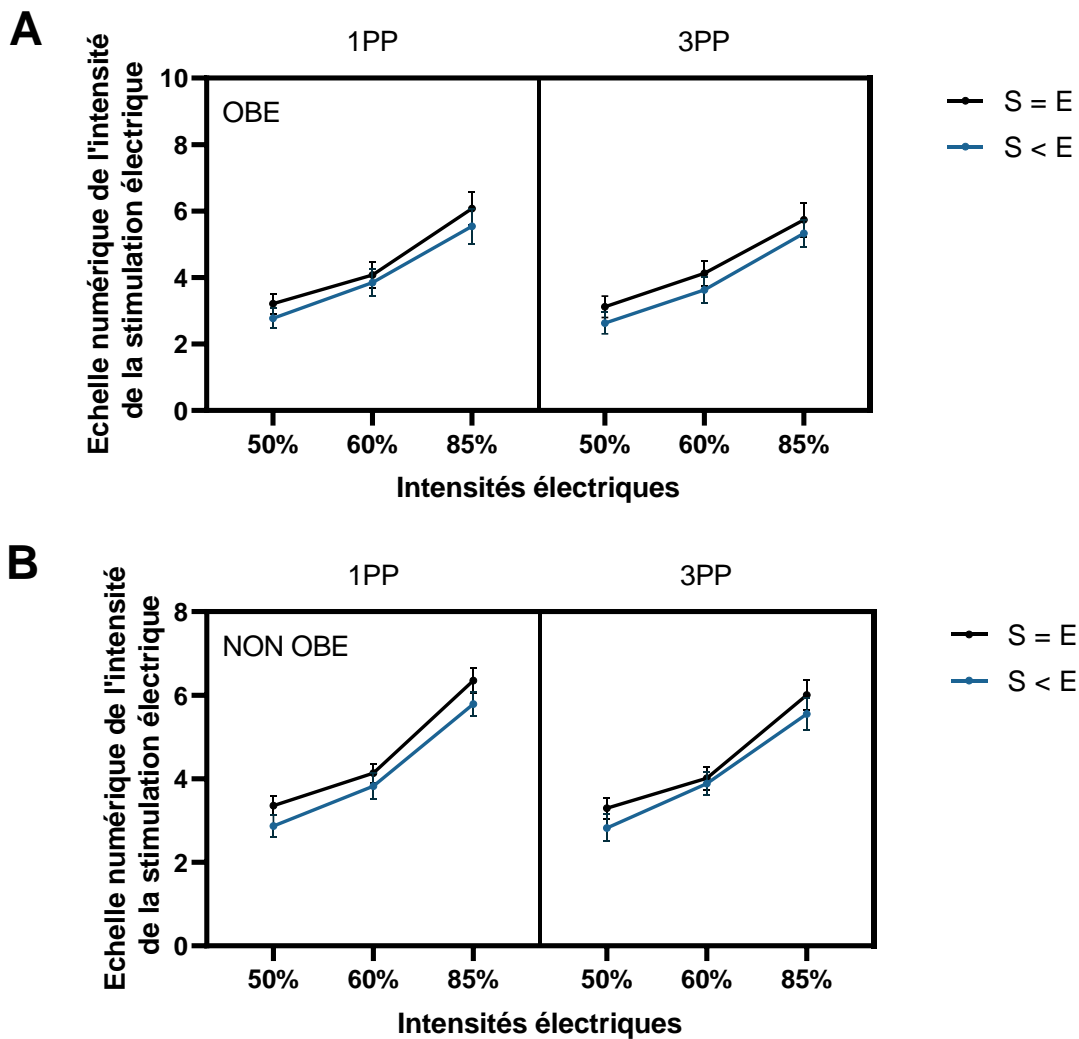 A
1PP
3PP
Echelle numérique de l'intensité
de la stimulation électrique
10
8
6
4
2
0
OBE
S = E
S < E
50%
60%
85%
50%
60%
85%
Intensités électriques
B
1PP
3PP
Echelle numérique de l'intensité
de la stimulation électrique
8
6
4
2
0
NON OBE
S = E
S < E
50%
60%
85%
50%
60%
85%
Intensités électriques